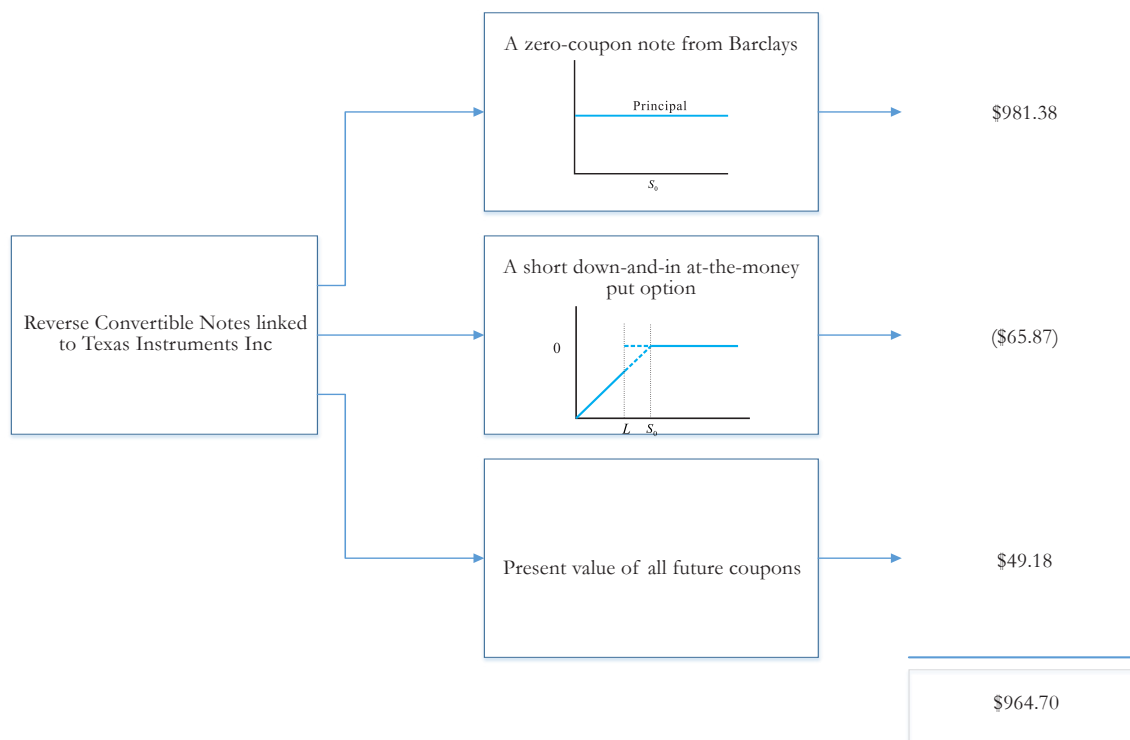 A zero-coupon note from Barclays
Principal
S₀
$981.38
Reverse Convertible Notes linked
to Texas Instruments Inc
A short down-and-in at-the-money
put option
0
L S₀
($65.87)
Present value of all future coupons
$49.18
$964.70